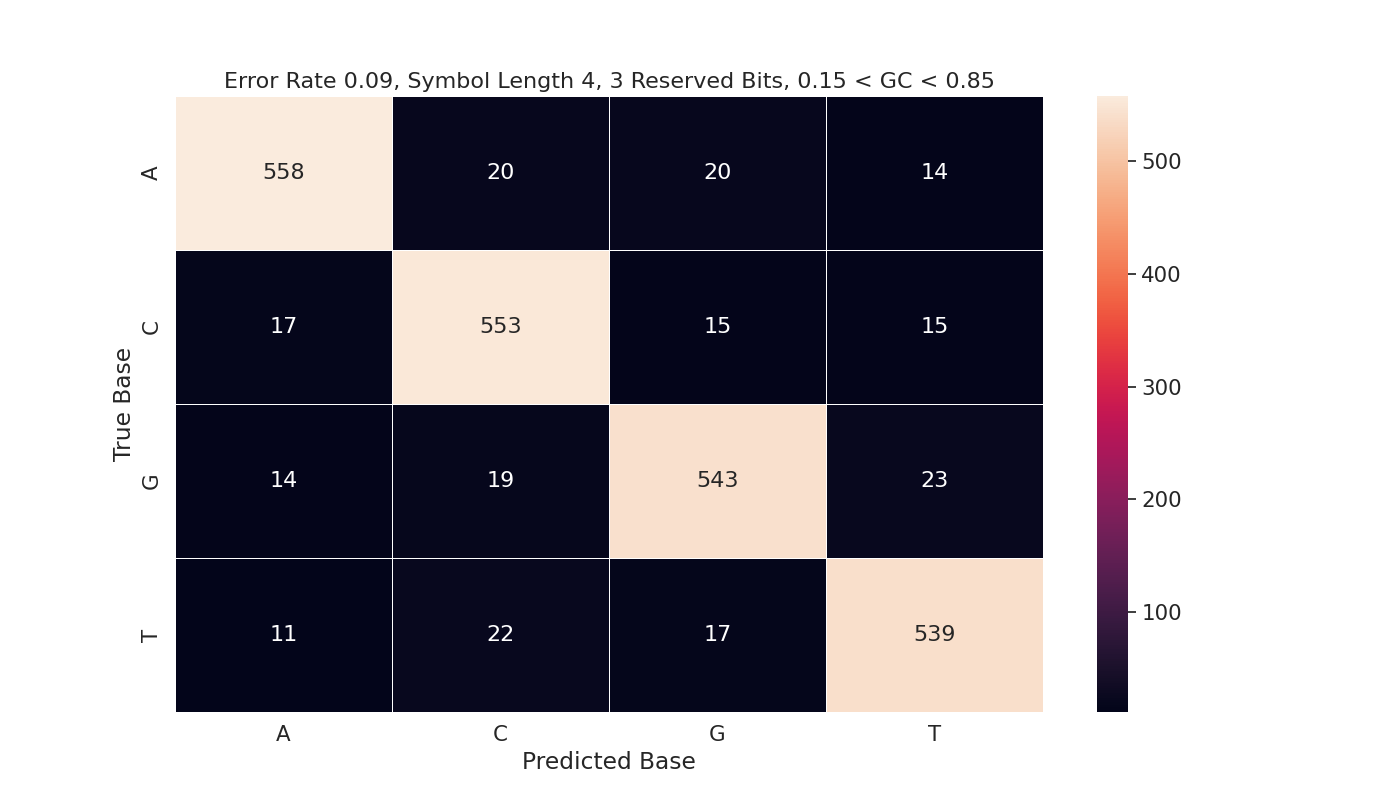 Error Rate 0.09, Symbol Length 4, 3 Reserved Bits, 0.15 < GC < 0.85
A 558 20 20 14
C 17 553 15 15
G 14 19 543 23
T 11 22 17 539
A C G T
Predicted Base
True Base
500
400
300
200
100